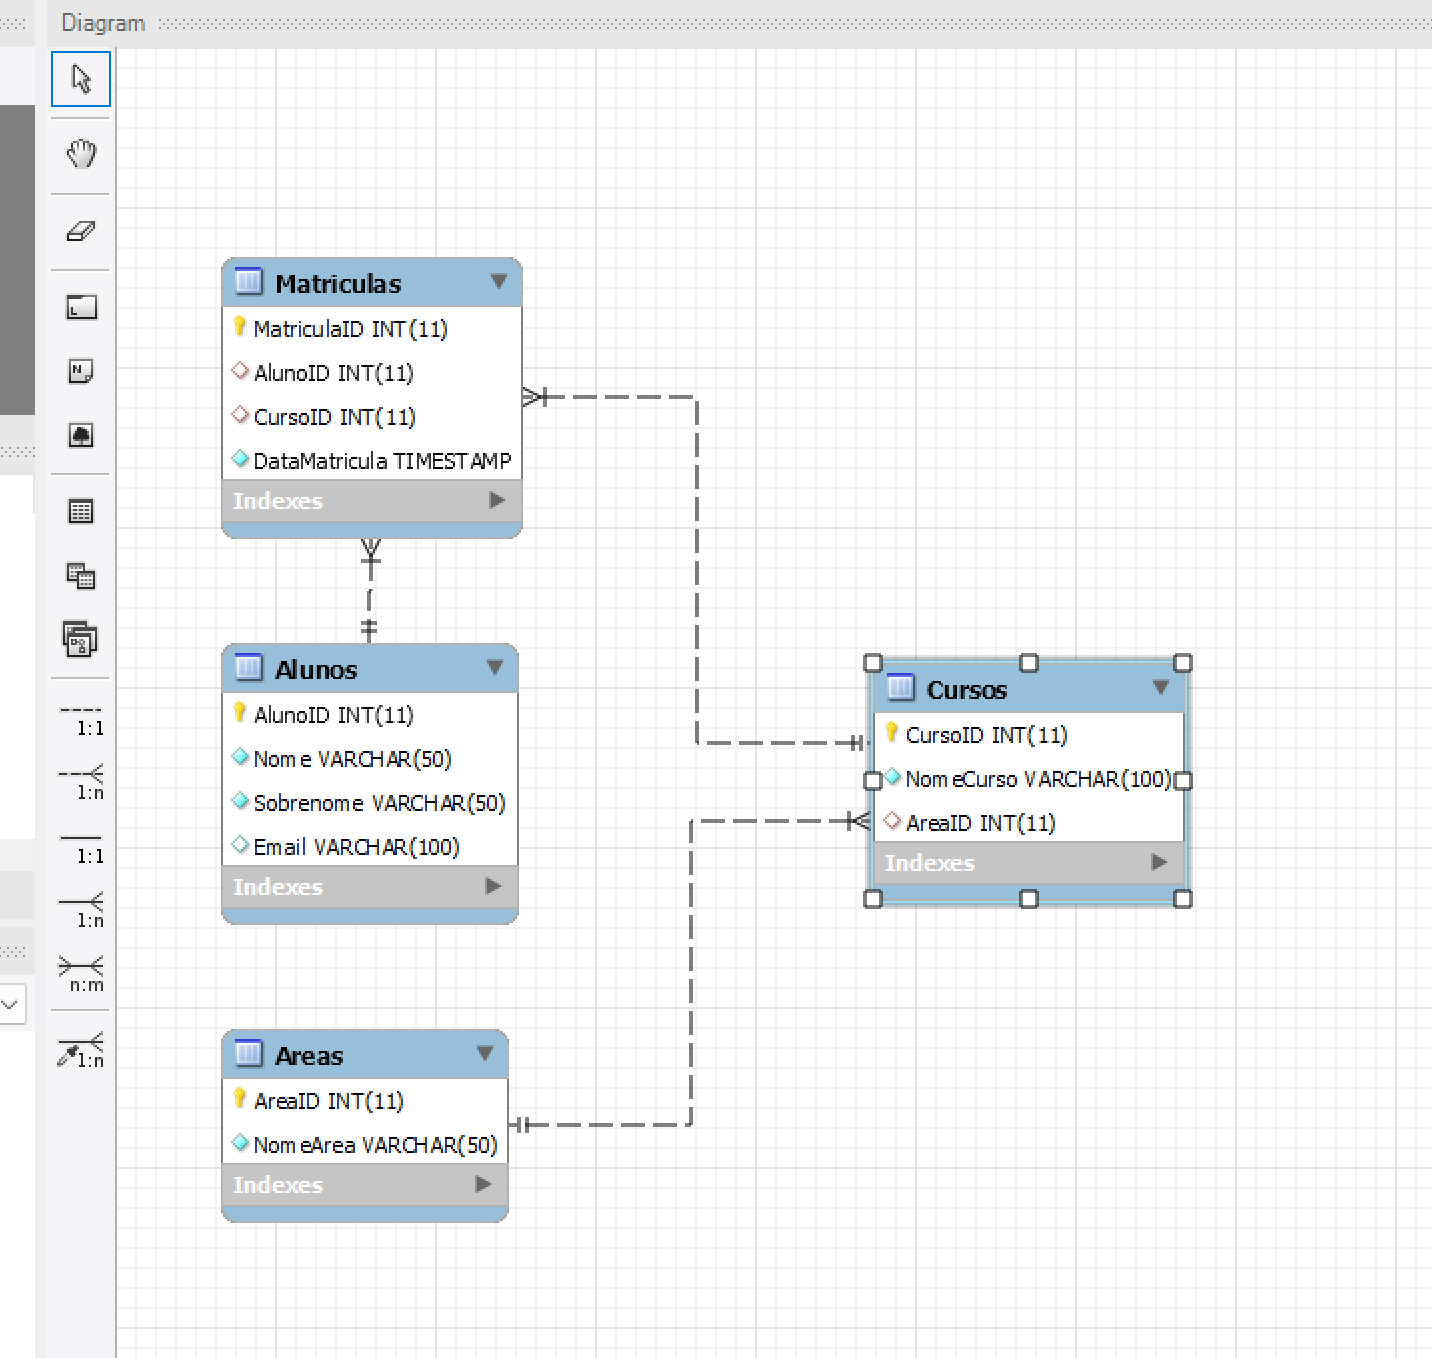 Diagram
Matriculas
MatriculaID INT(11)
AlunoID INT(11)
CursoID INT(11)
DataMatricula TIMESTAMP
Indexes
Alunos
AlunoID INT(11)
Nome VARCHAR(50)
Sobrenome VARCHAR(50)
Email VARCHAR(100)
Indexes
Cursos
CursoID INT(11)
NomeCurso VARCHAR(100)
AreaID INT(11)
Indexes
Areas
AreaID INT(11)
NomeArea VARCHAR(50)
Indexes
N
1:1
1:n
1:1
1:n
n:m
1:n